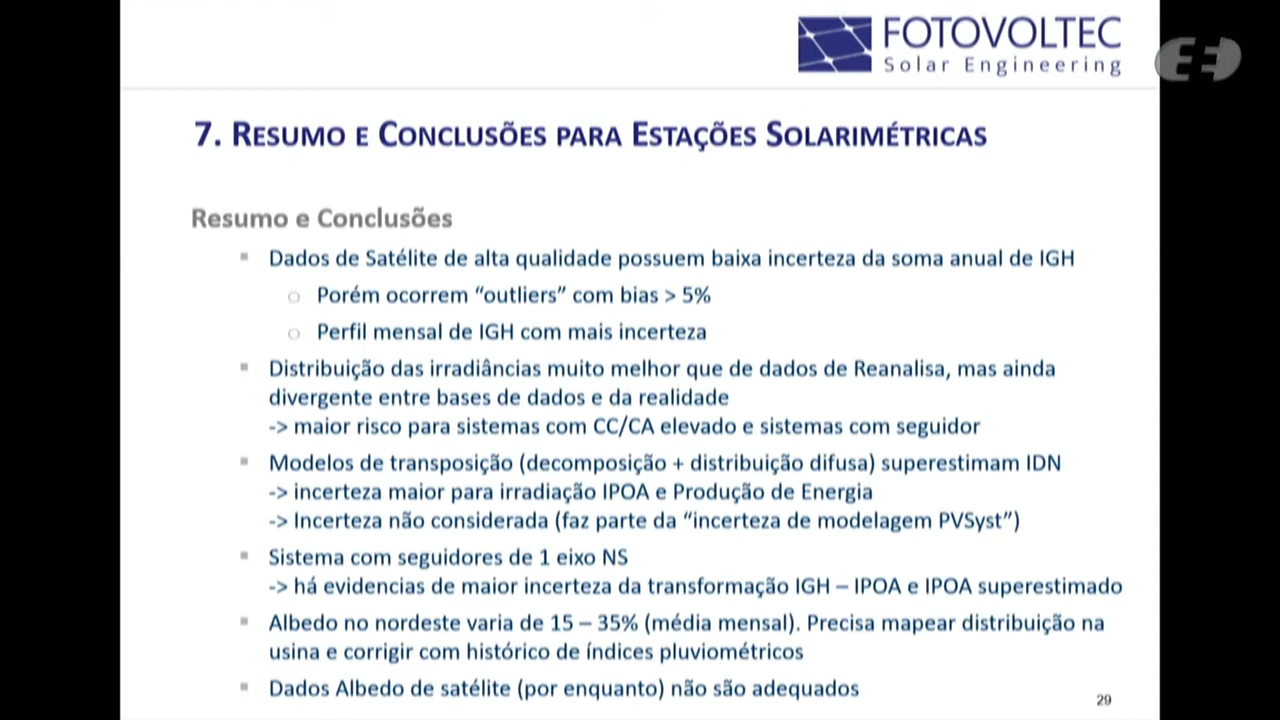 FOTOVOLTEC
Solar Engineering
7. RESUMO E CONCLUSÕES PARA ESTAÇÕES SOLARIMÉTRICAS
Resumo e Conclusões
Dados de Satélite de alta qualidade possuem baixa incerteza da soma anual de IGH
Porém ocorrem “outliers” com bias > 5%
Perfil mensal de IGH com mais incerteza
Distribuição das irradiâncias muito melhor que de dados de Reanalisa, mas ainda
divergente entre bases de dados e da realidade
-> maior risco para sistemas com CC/CA elevado e sistemas com seguidor
Modelos de transposição (decomposição + distribuição difusa) superestimam IDN
-> incerteza maior para irradiação IPOA e Produção de Energia
-> Incerteza não considerada (faz parte da “incerteza de modelagem PVSyst”)
Sistema com seguidores de 1 eixo NS
-> há evidencias de maior incerteza da transformação IGH – IPOA e IPOA superestimado
Albedo no nordeste varia de 15 – 35% (média mensal). Precisa mapear distribuição na
usina e corrigir com histórico de índices pluviométricos
Dados Albedo de satélite (por enquanto) não são adequados
29